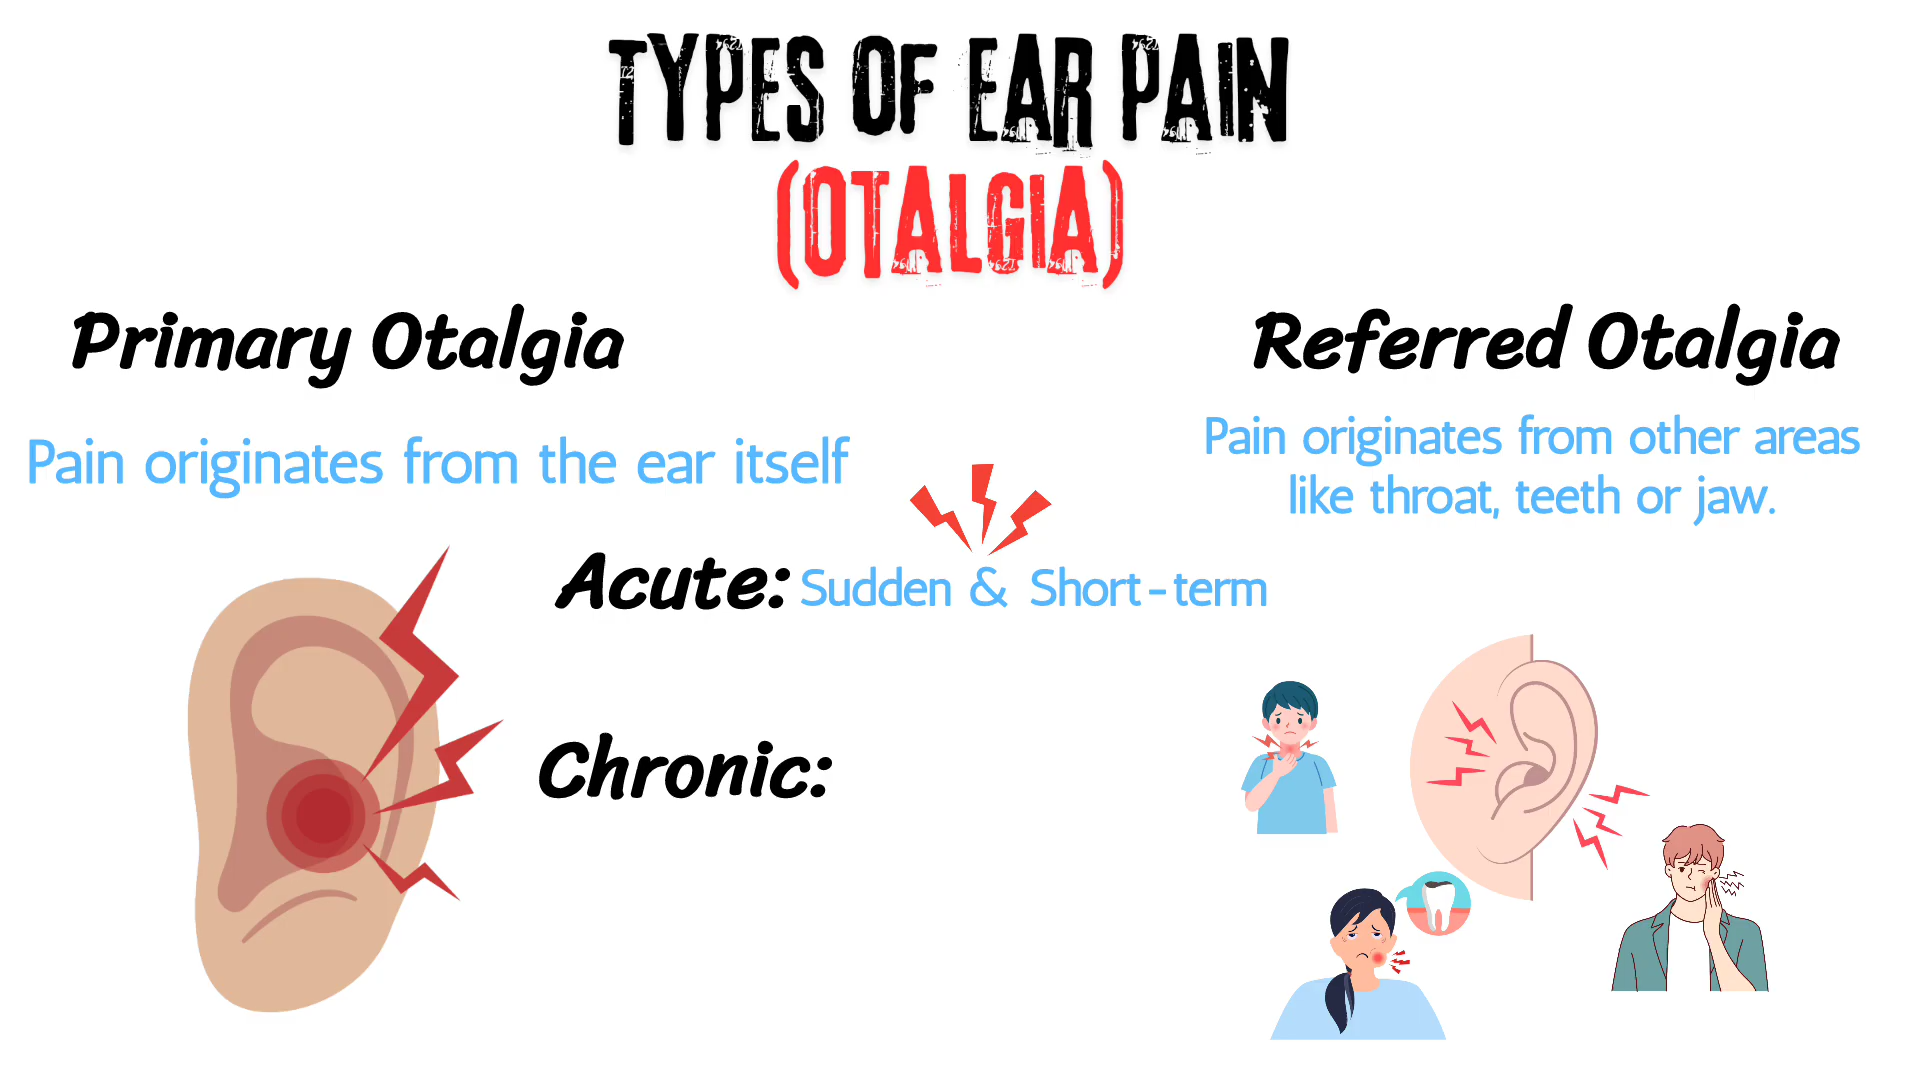 TYPES OF EAR PAIN
(OTALGIA)
Primary Otalgia
Pain originates from the ear itself
Referred Otalgia
Pain originates from other areas
like throat, teeth or jaw.
Acute: Sudden & Short-term
Chronic: